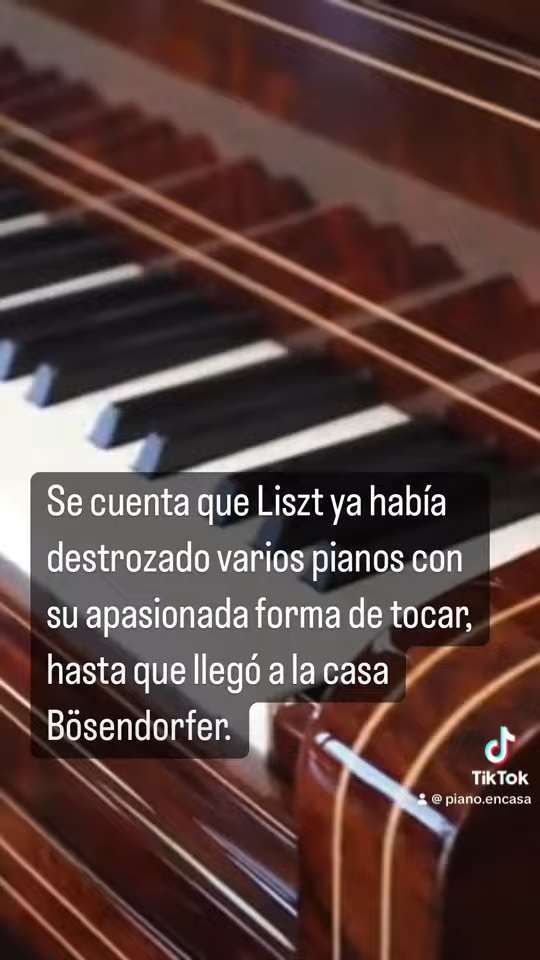 Se cuenta que Liszt ya había
destrozado varios pianos con
su apasionada forma de tocar,
hasta que llegó a la casa
Bösendorfer.
TikTok
@ piano.encasa